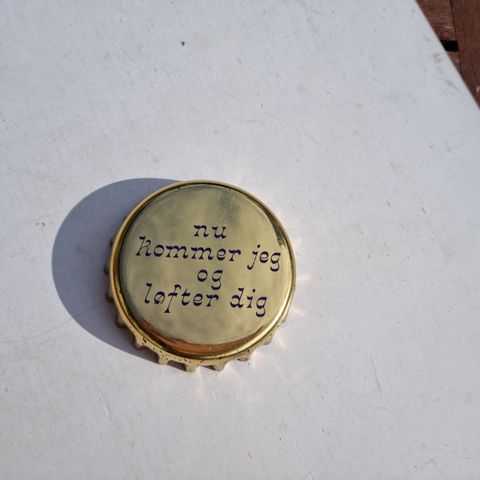 nu
kommer jeg
og
løfter dig